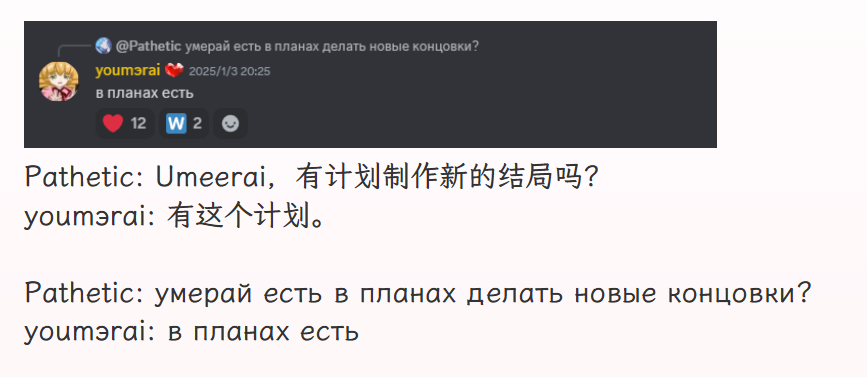 @Pathetic умерай есть в планах делать новые концовки?
youmэrai 2025/1/3 20:25
в планах есть
12 W 2
Pathetic: Umeerai，有计划制作新的结局吗？
youmэrai: 有这个计划。
Pathetic: умерай есть в планах делать новые концовки?
youmэrai: в планах есть